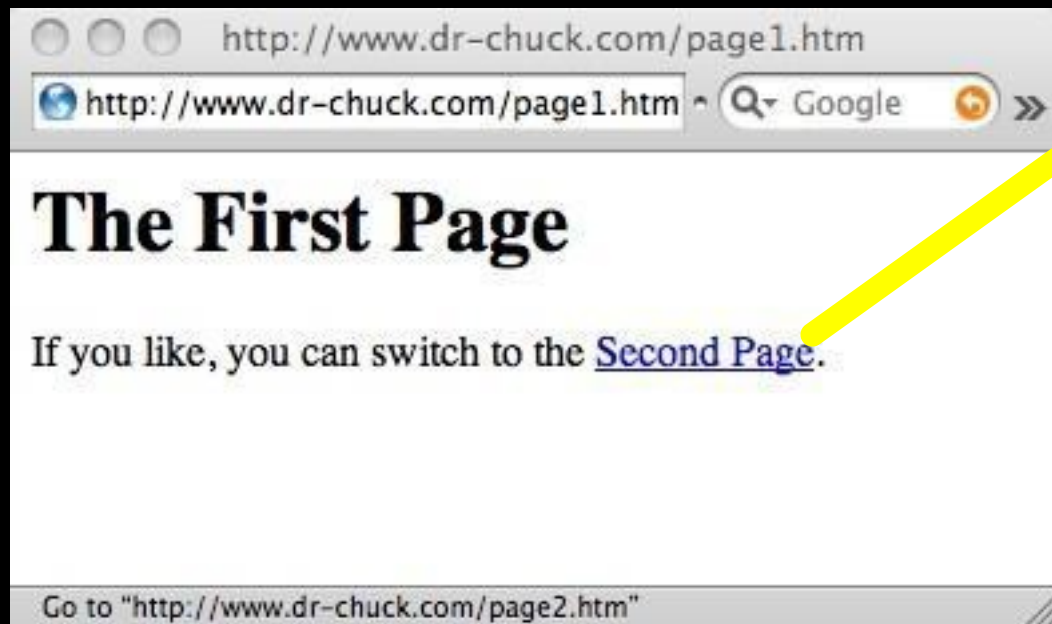 http://www.dr-chuck.com/page1.htm
http://www.dr-chuck.com/page1.htm Google
The First Page
If you like, you can switch to the Second Page.
Go to "http://www.dr-chuck.com/page2.htm"